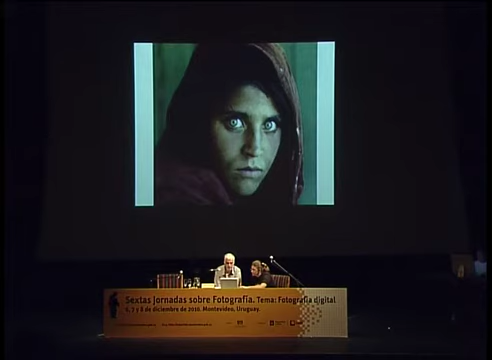 Sextas Jornadas sobre Fotografía. Tema: Fotografía digital
6, 7 y 8 de diciembre de 2010. Montevideo, Uruguay.